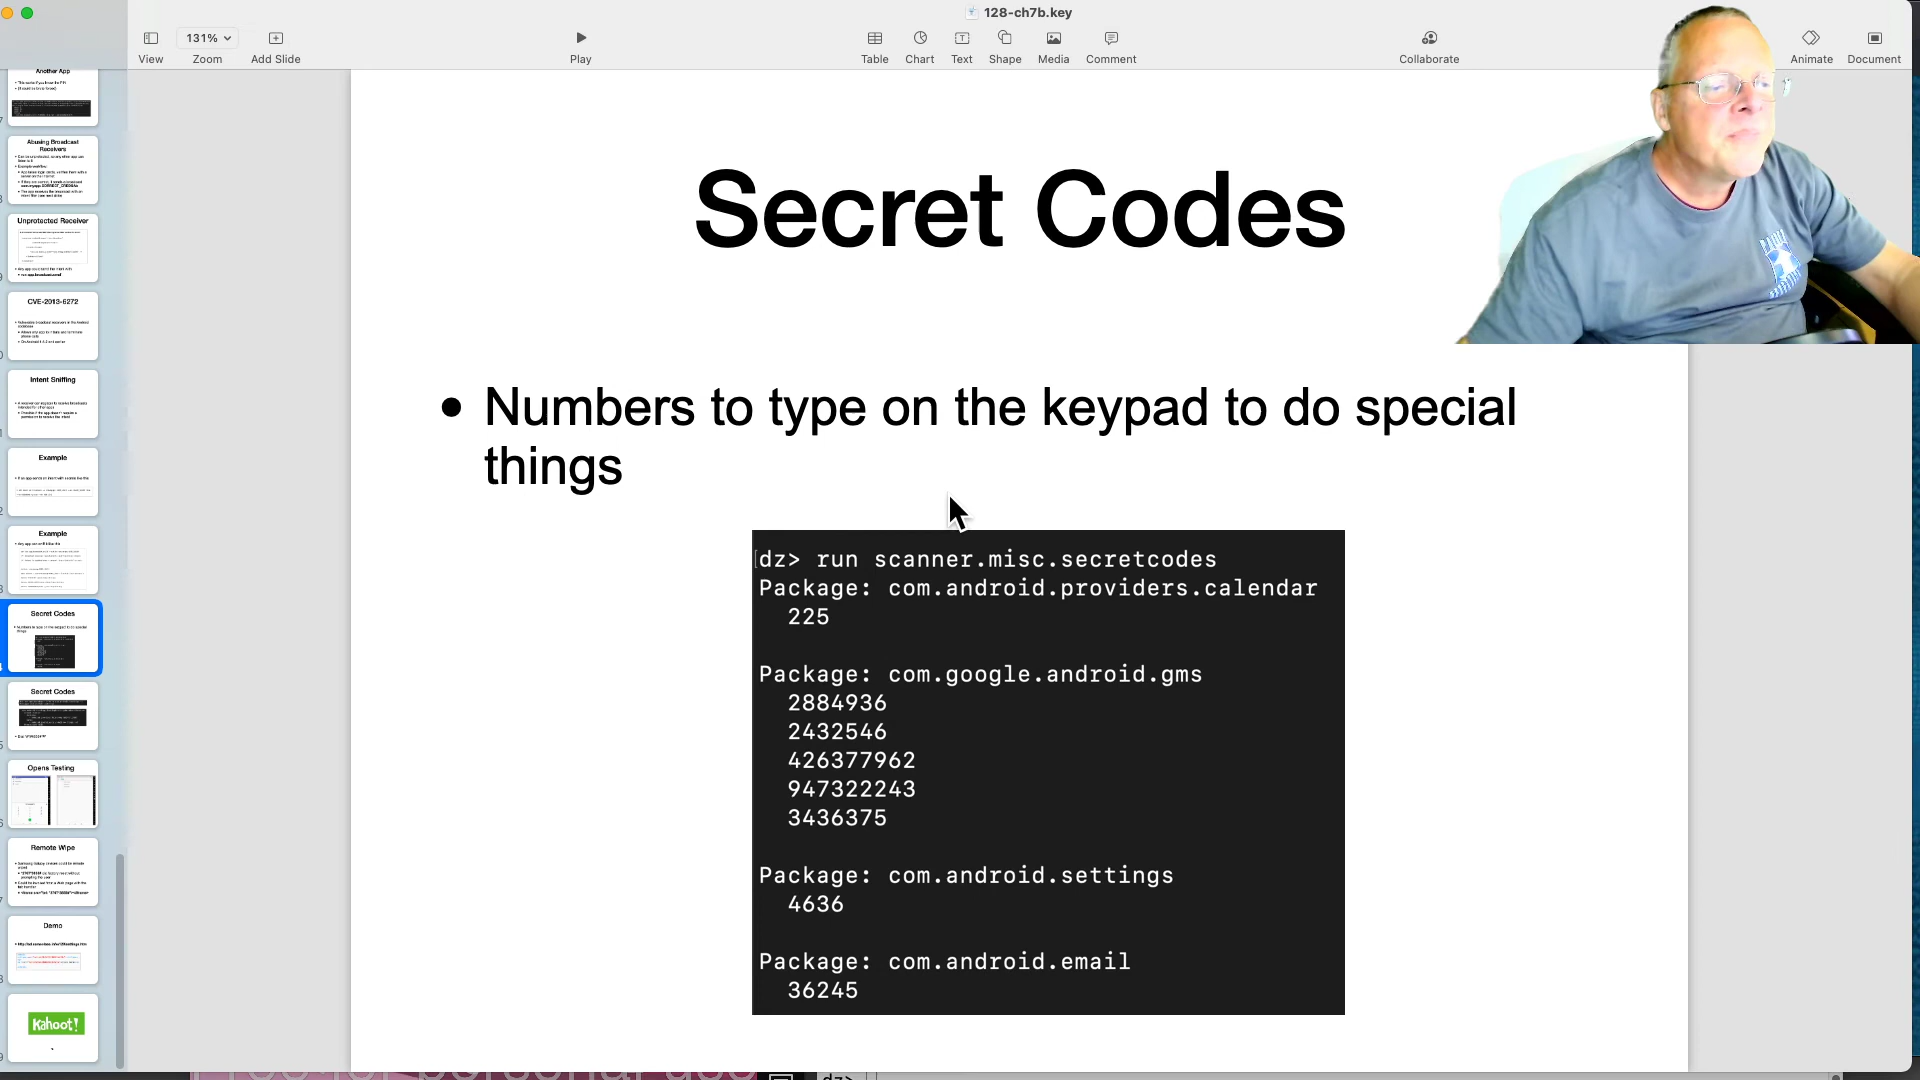 128-ch7b.key
131%
View
Zoom
Add Slide
Play
Table
Chart
Text
Shape
Media
Comment
Collaborate
Animate
Document
Another App
Abusing Broadcast
Receivers
Unprotected Receiver
CVE-2013-6272
Intent Sniffing
Example
Example
Secret Codes
Secret Codes
Opens Testing
Remote Wipe
Demo
Kahoot!
Secret Codes
• Numbers to type on the keypad to do special
things
dz> run scanner.misc.secretcodes
Package: com.android.providers.calendar
225
Package: com.google.android.gms
2884936
2432546
426377962
947322243
3436375
Package: com.android.settings
4636
Package: com.android.email
36245
dz>